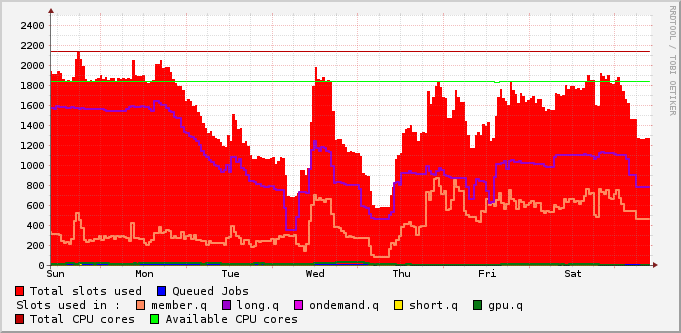 2400
2200
2000
1800
1600
1400
1200
1000
800
600
400
200
0
Sun Mon Tue Wed Thu Fri Sat
Total slots used Queued Jobs
Slots used in : member.q long.q ondemand.q short.q gpu.q
Total CPU cores Available CPU cores
RRDTOOL / TOBI OETIKER